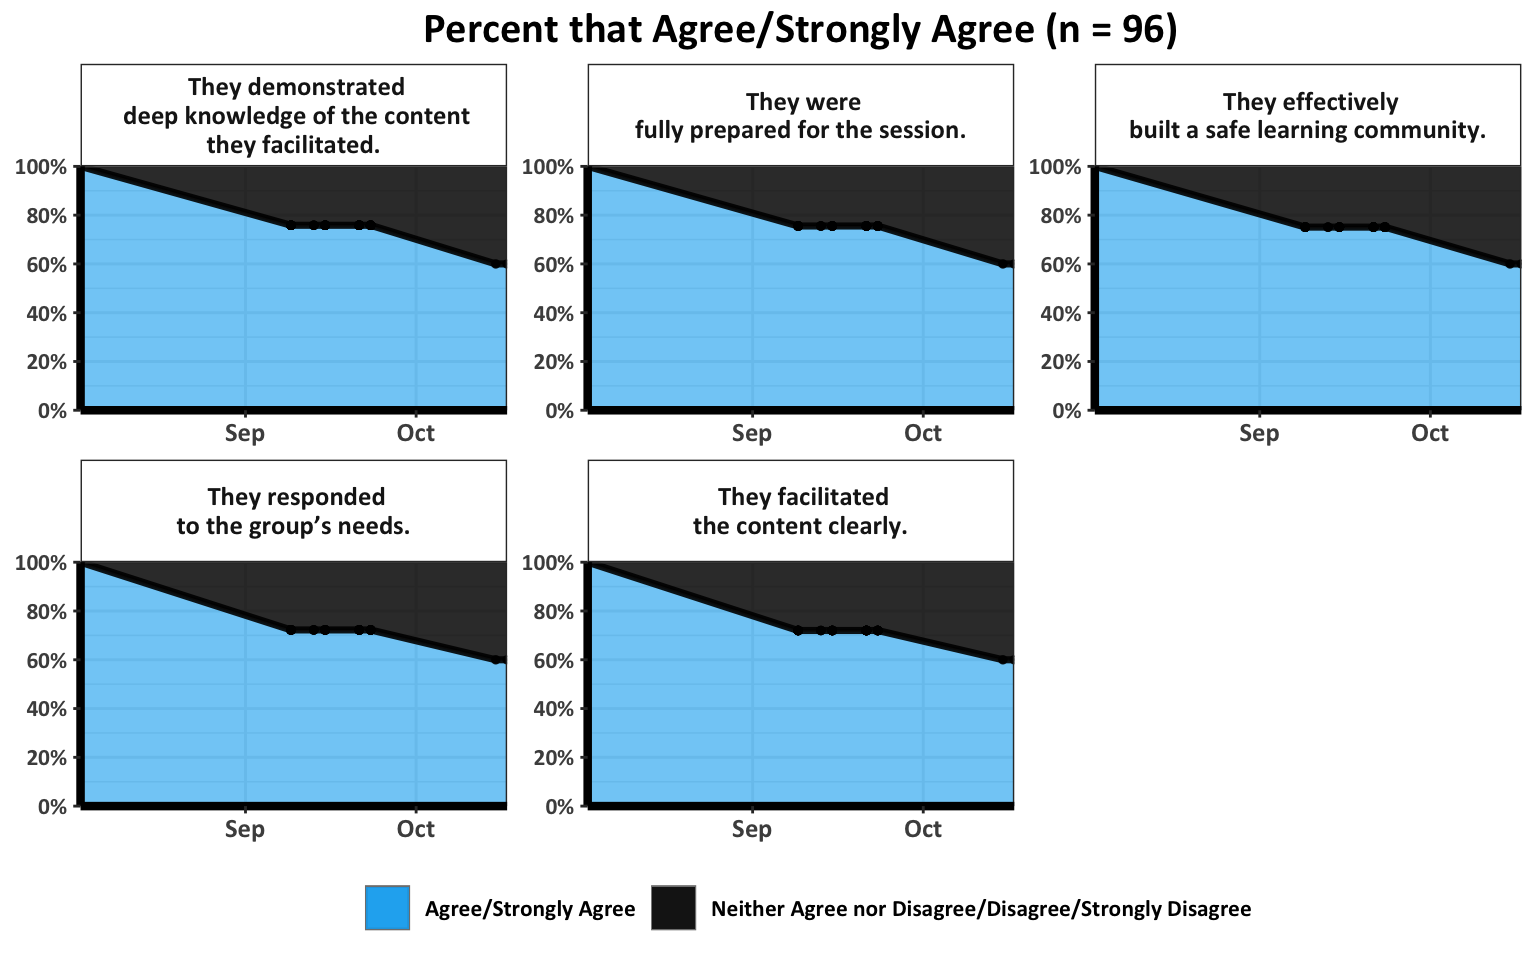 Percent that Agree/Strongly Agree (n = 96)
They demonstrated
deep knowledge of the content
they facilitated.
100%
80%
60%
40%
20%
0%
Sep
Oct
They were
fully prepared for the session.
100%
80%
60%
40%
20%
0%
Sep
Oct
They effectively
built a safe learning community.
100%
80%
60%
40%
20%
0%
Sep
Oct
They responded
to the group’s needs.
100%
80%
60%
40%
20%
0%
Sep
Oct
They facilitated
the content clearly.
100%
80%
60%
40%
20%
0%
Sep
Oct
Agree/Strongly Agree
Neither Agree nor Disagree/Disagree/Strongly Disagree